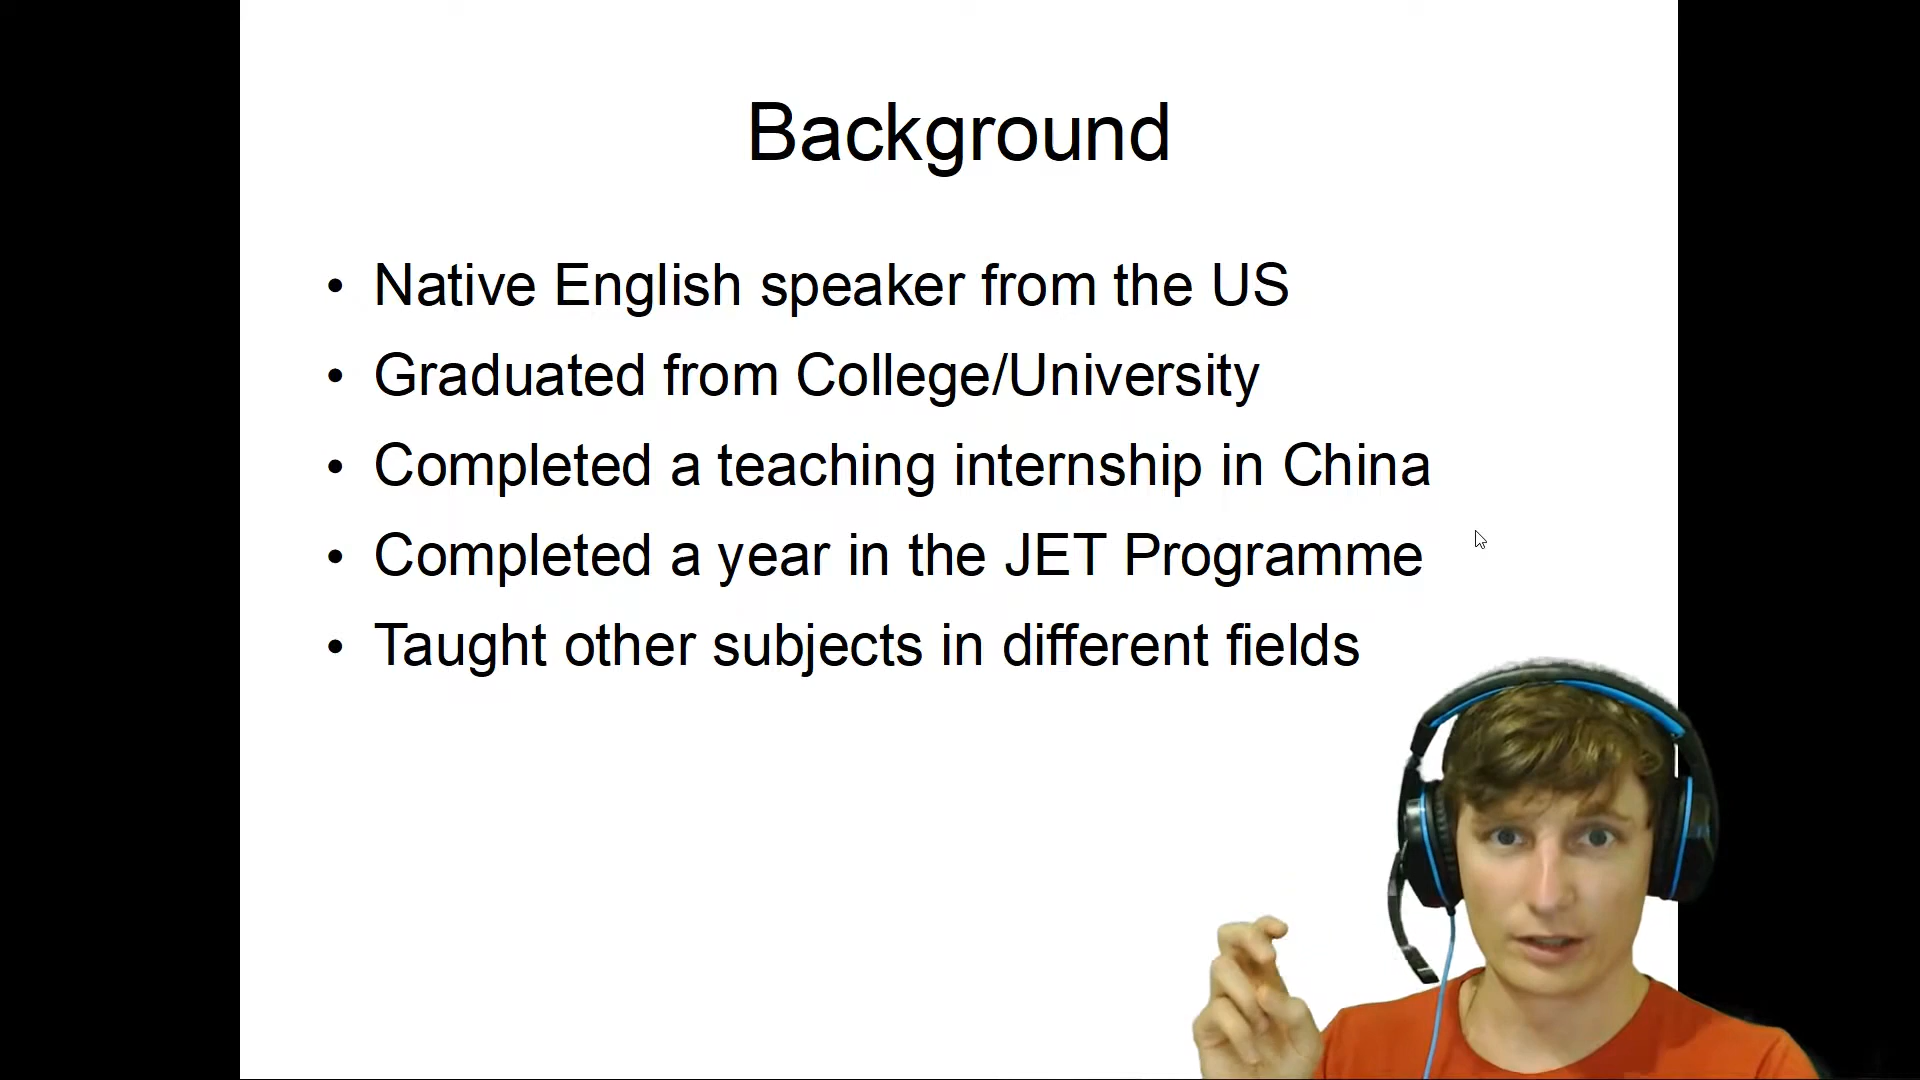 Background
• Native English speaker from the US
• Graduated from College/University
• Completed a teaching internship in China
• Completed a year in the JET Programme
• Taught other subjects in different fields